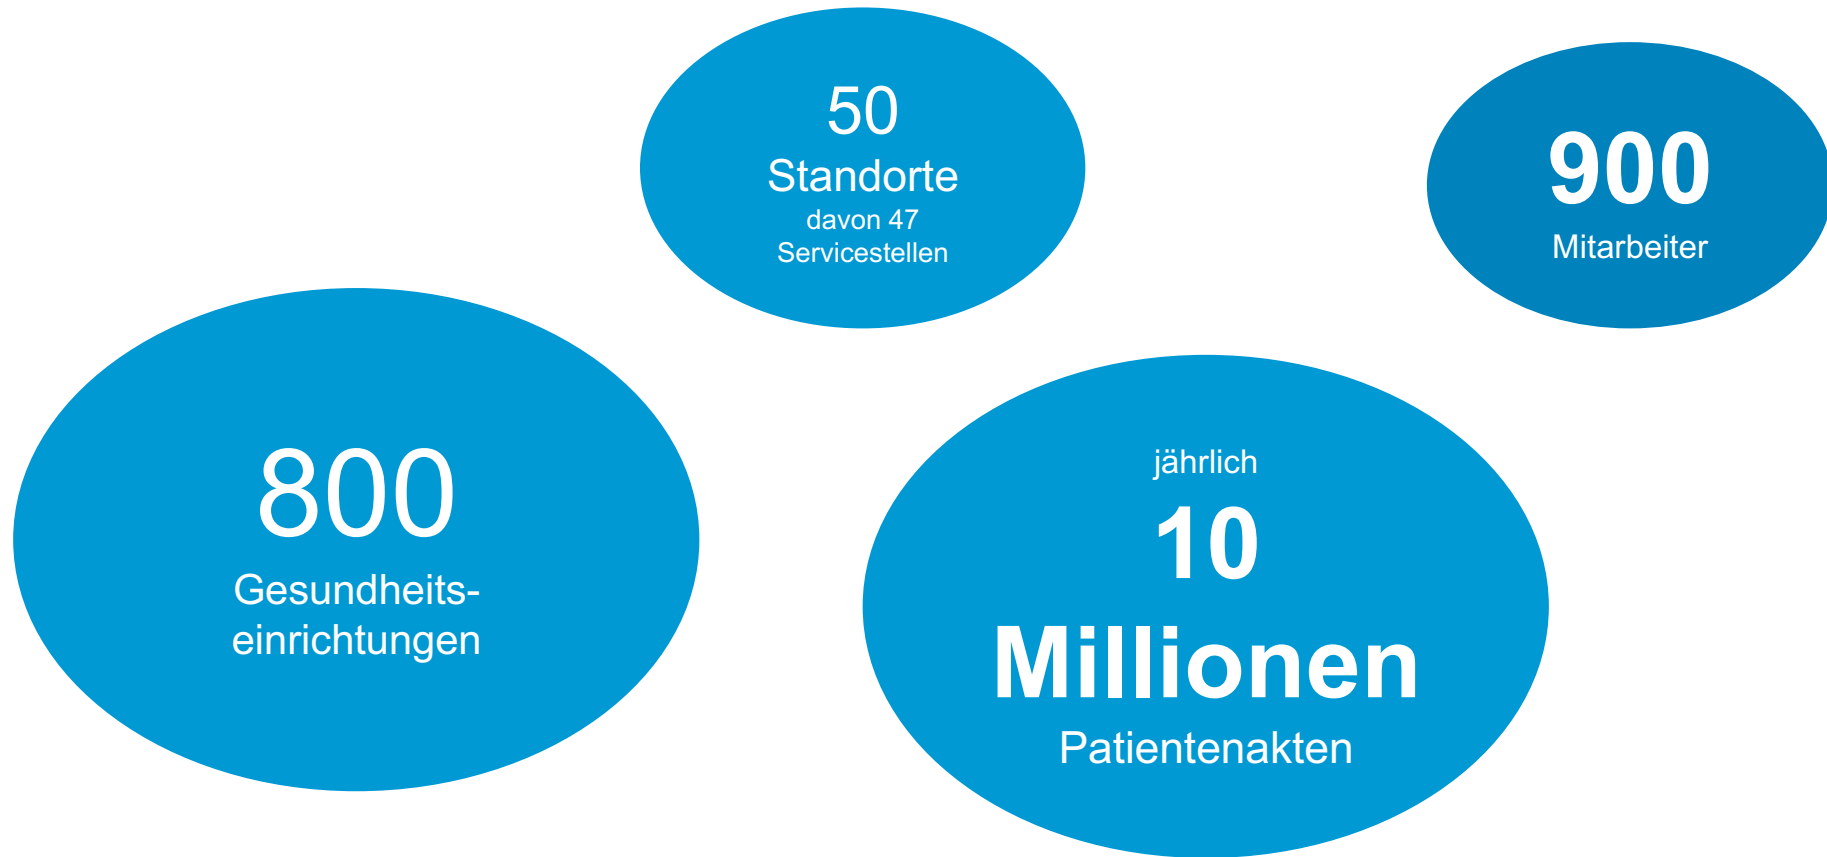 50
Standorte
davon 47
Servicestellen
900
Mitarbeiter
800
Gesundheits-
einrichtungen
jährlich
10
Millionen
Patientenakten